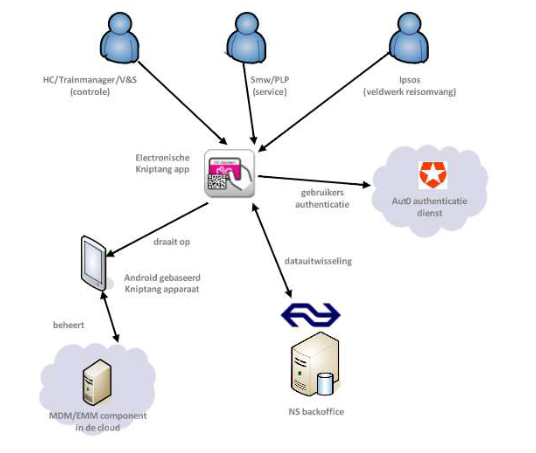 HC/Trainmanager/V&S
(controle)
Smw/PLP
(service)
Ipsos
(veldwerk reisomvang)
Electronische
Kniptang app
gebruikers
authenticatie
Aut0 authenticatie
dienst
draait op
datauitwisseling
Android gebaseerd
Kniptang apparaat
beheert
MDM/EMM component
in de cloud
NS backoffice